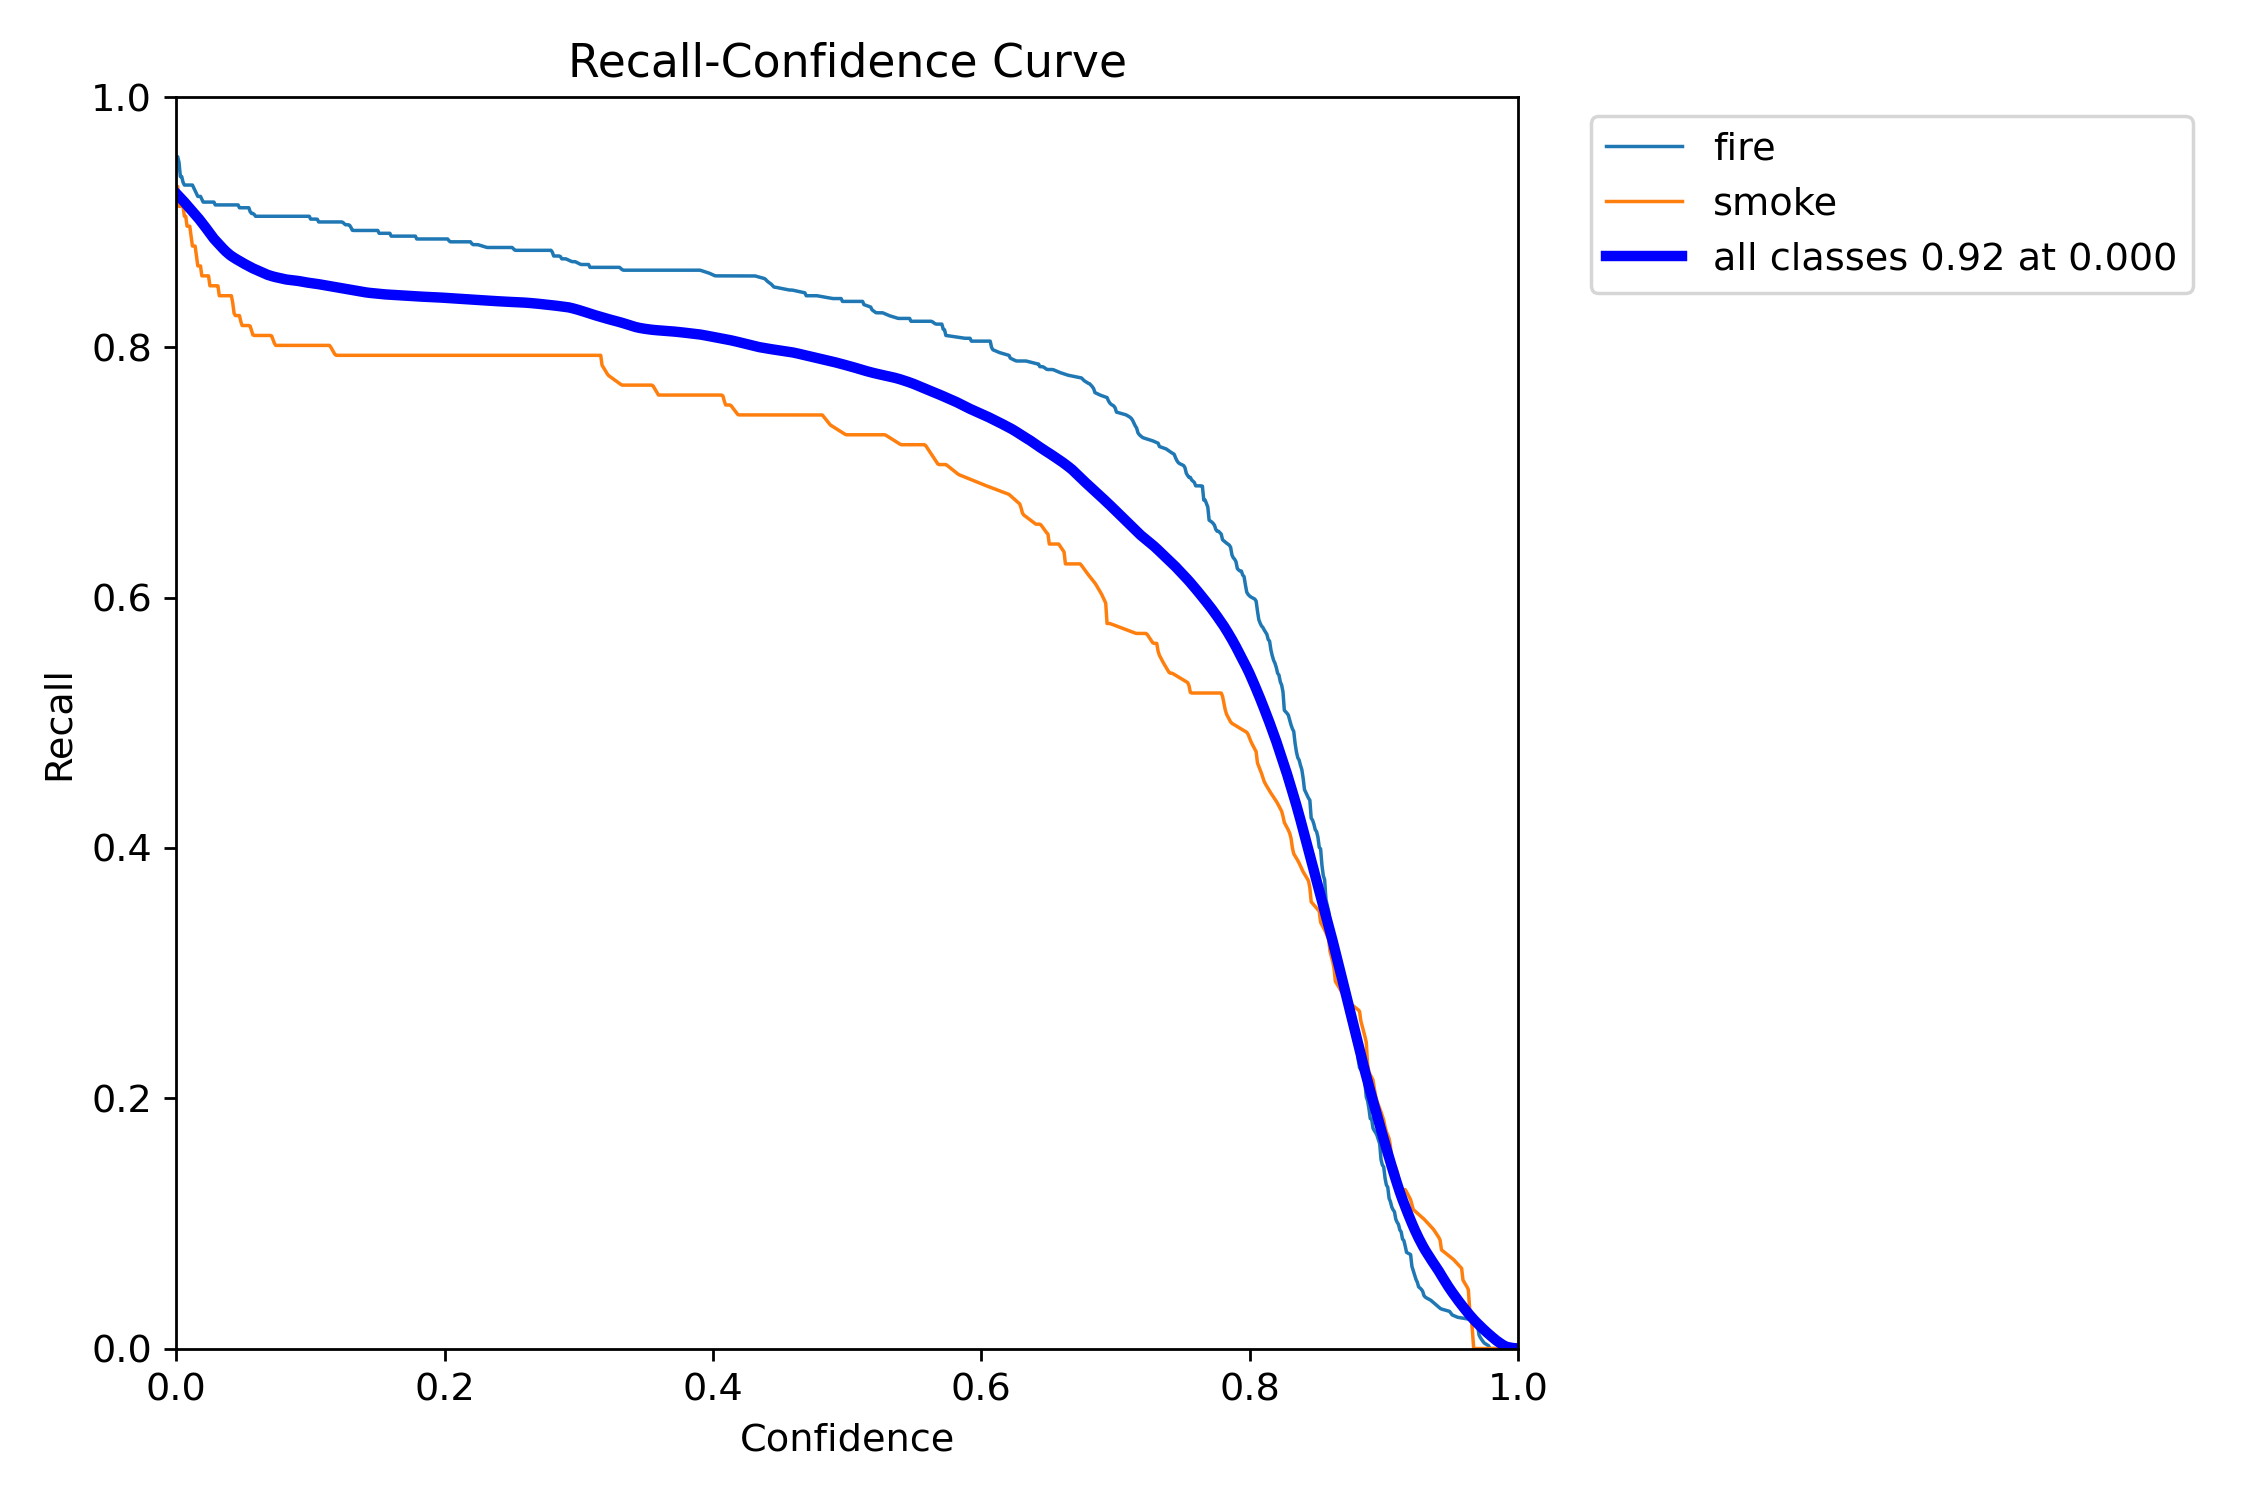 Recall-Confidence Curve
1.0
0.8
0.6
0.4
0.2
0.0
Recall
0.0 0.2 0.4 0.6 0.8 1.0
Confidence
fire
smoke
all classes 0.92 at 0.000